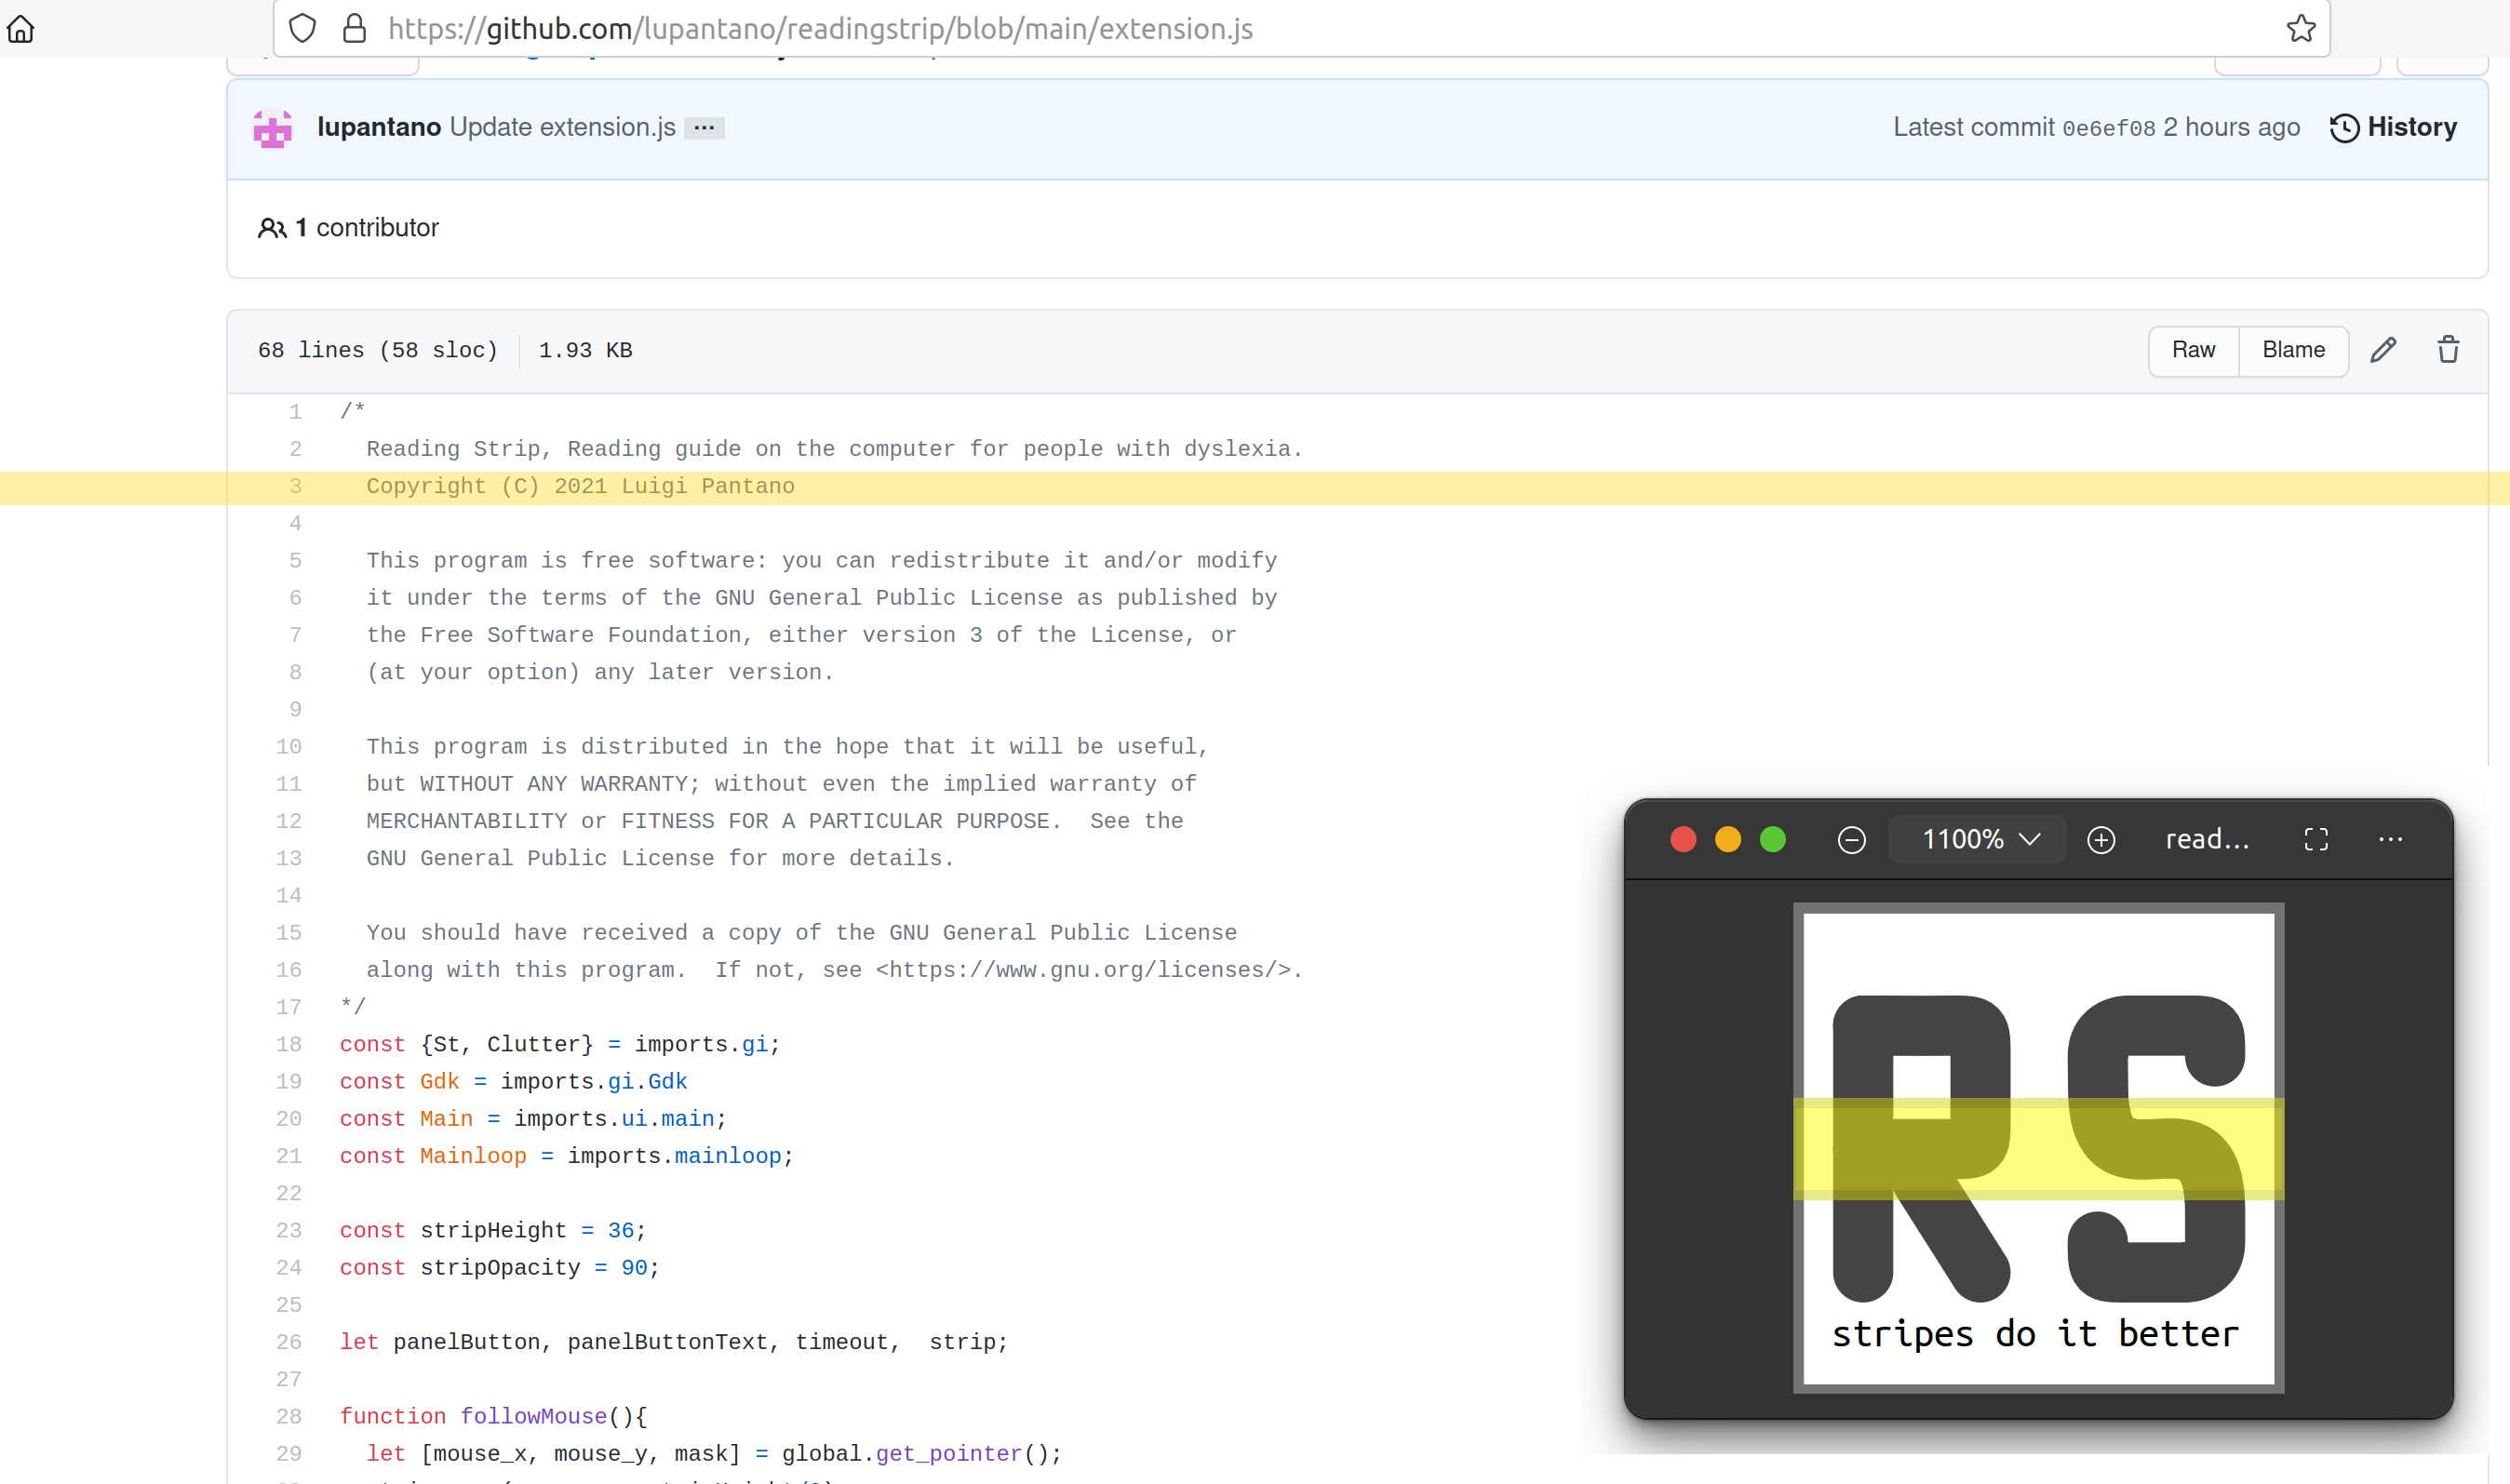 https://github.com/lupantano/readingstrip/blob/main/extension.js
lupantano Update extension.js ...
Latest commit 0e6ef08 2 hours ago History
1 contributor
68 lines (58 sloc) 1.93 KB
Raw Blame
1 /*
2   Reading Strip, Reading guide on the computer for people with dyslexia.
3   Copyright (C) 2021 Luigi Pantano
4
5   This program is free software: you can redistribute it and/or modify
6   it under the terms of the GNU General Public License as published by
7   the Free Software Foundation, either version 3 of the License, or
8   (at your option) any later version.
9
10   This program is distributed in the hope that it will be useful,
11   but WITHOUT ANY WARRANTY; without even the implied warranty of
12   MERCHANTABILITY or FITNESS FOR A PARTICULAR PURPOSE.  See the
13   GNU General Public License for more details.
14
15   You should have received a copy of the GNU General Public License
16   along with this program.  If not, see <https://www.gnu.org/licenses/>.
17 */
18 const {St, Clutter} = imports.gi;
19 const Gdk = imports.gi.Gdk
20 const Main = imports.ui.main;
21 const Mainloop = imports.mainloop;
22
23 const stripHeight = 36;
24 const stripOpacity = 90;
25
26 let panelButton, panelButtonText, timeout,  strip;
27
28 function followMouse(){
29   let [mouse_x, mouse_y, mask] = global.get_pointer();
1100% read...
RS
stripes do it better